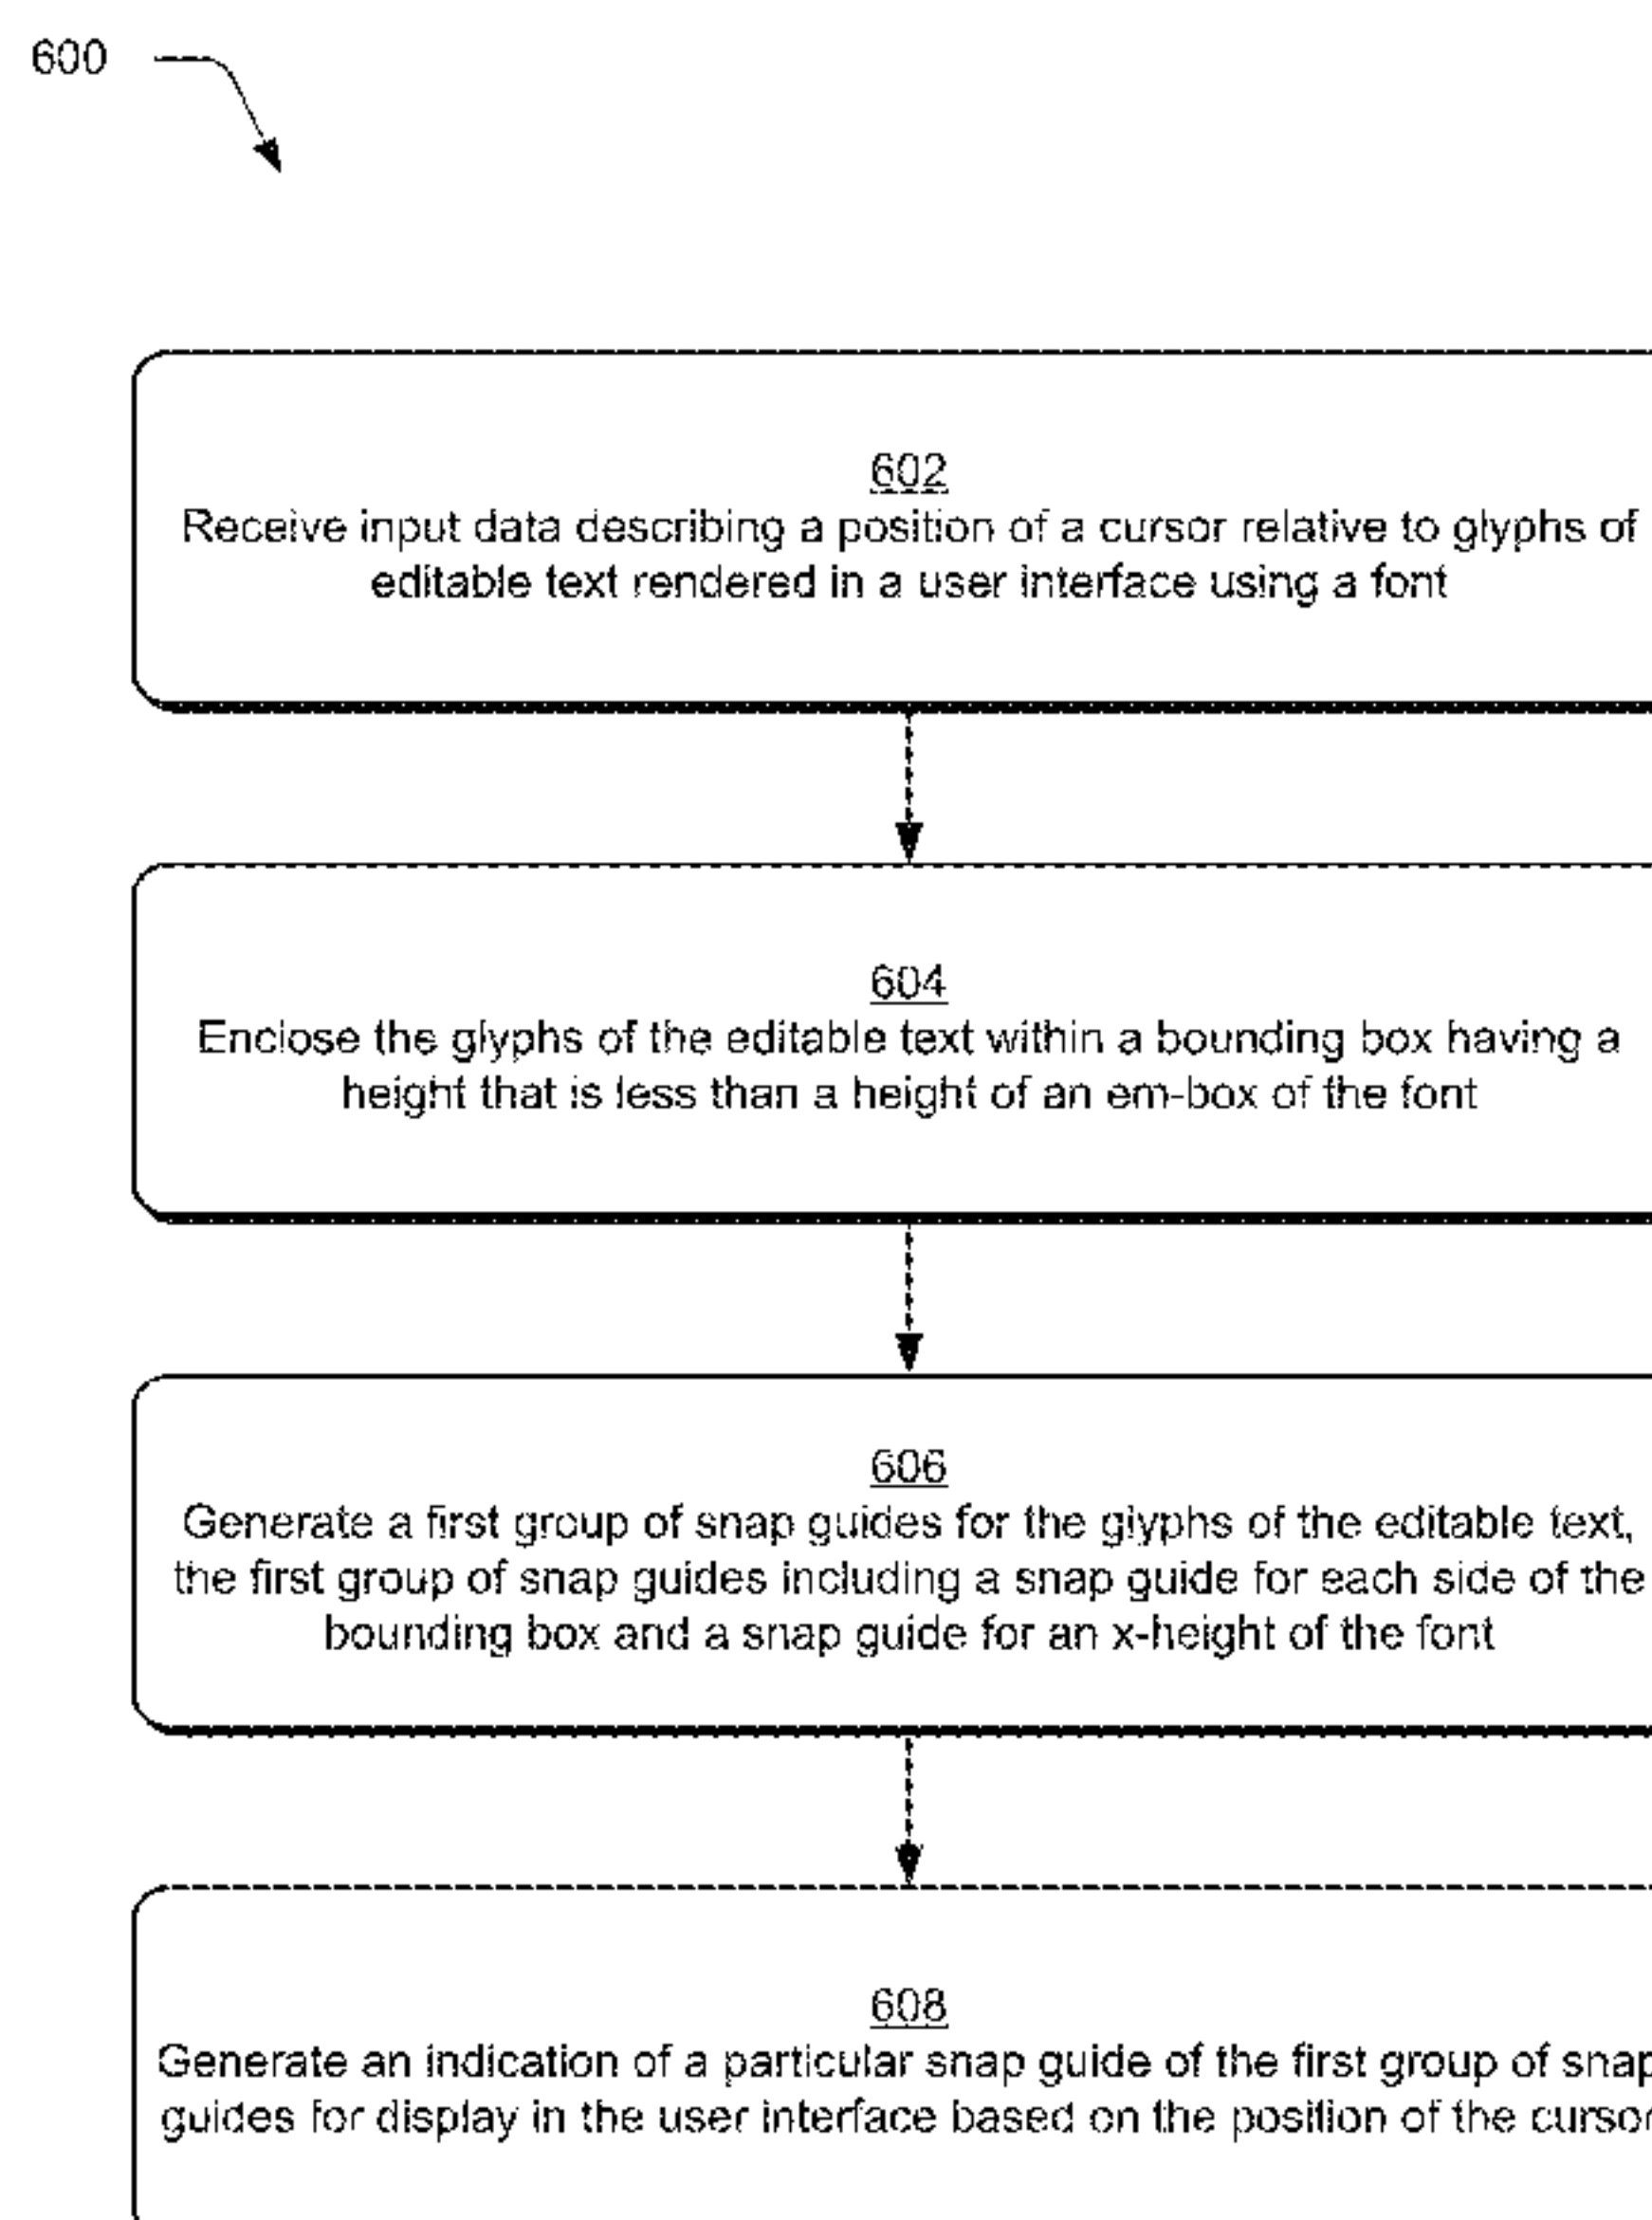 600
602
Receive input data describing a position of a cursor relative to glyphs of
editable text rendered in a user interface using a font
604
Enclose the glyphs of the editable text within a bounding box having a
height that is less than a height of an em-box of the font
606
Generate a first group of snap guides for the glyphs of the editable text,
the first group of snap guides including a snap guide for each side of the
bounding box and a snap guide for an x-height of the font
608
Generate an indication of a particular snap guide of the first group of snap
guides for display in the user interface based on the position of the cursor